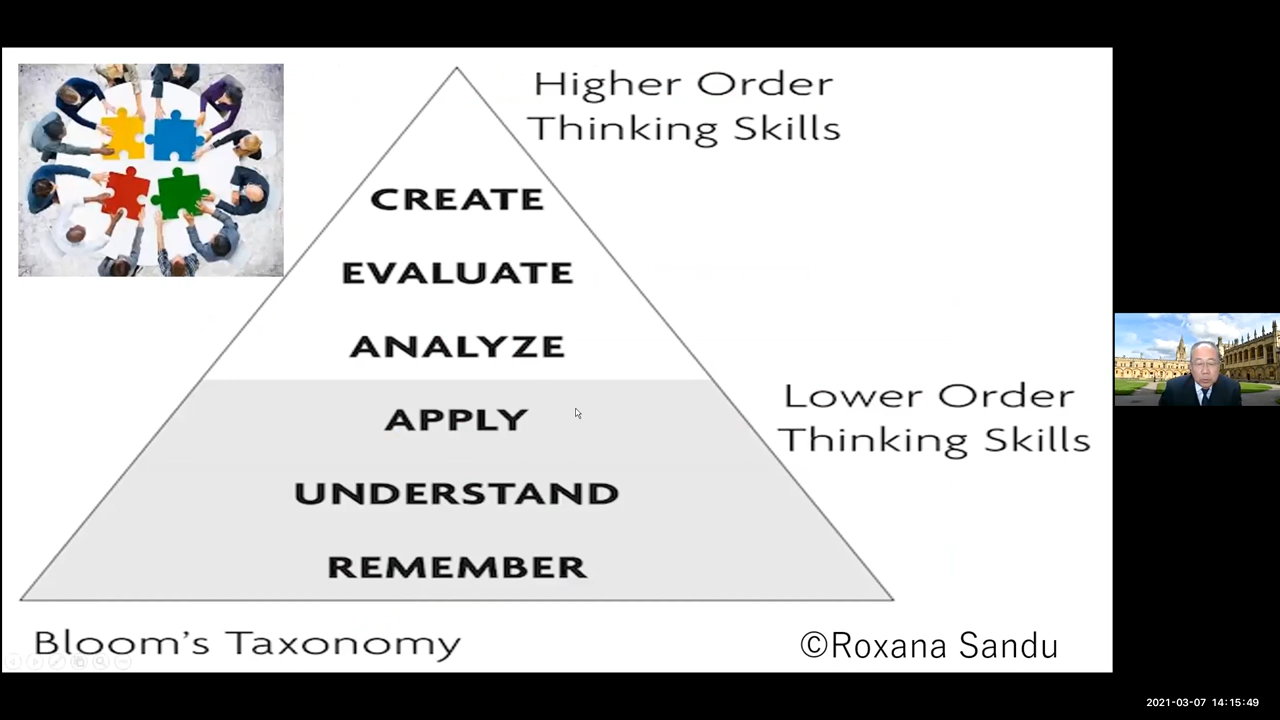 Higher Order
Thinking Skills
CREATE
EVALUATE
ANALYZE
APPLY
Lower Order
Thinking Skills
UNDERSTAND
REMEMBER
Bloom's Taxonomy
©Roxana Sandu
2021-03-07 14:15:49